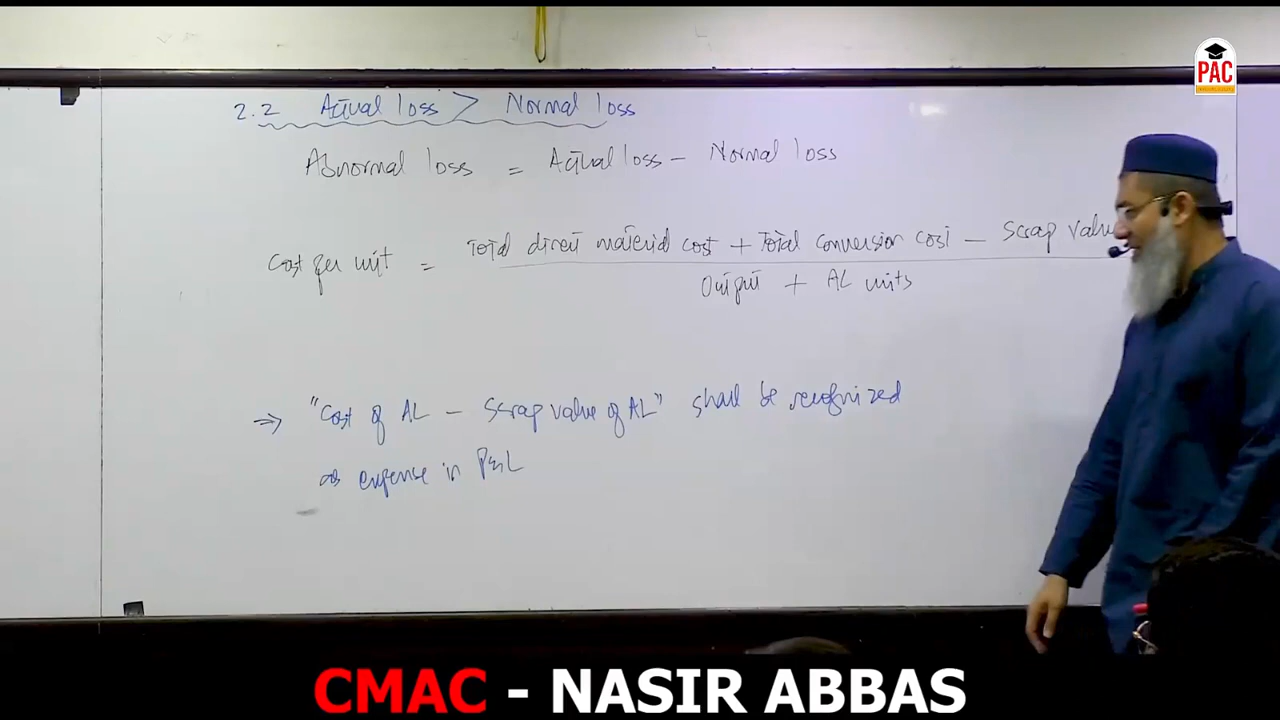 PAC
2.2 Actual loss > Normal loss
Abnormal loss = Actual loss - Normal loss
Cost per unit = Total direct material cost + Total conversion cost - Scrap value
Output + AL units
⇒ "Cost of AL - Scrap value of AL" shall be recognized
as expense in P&L
CMAC - NASIR ABBAS